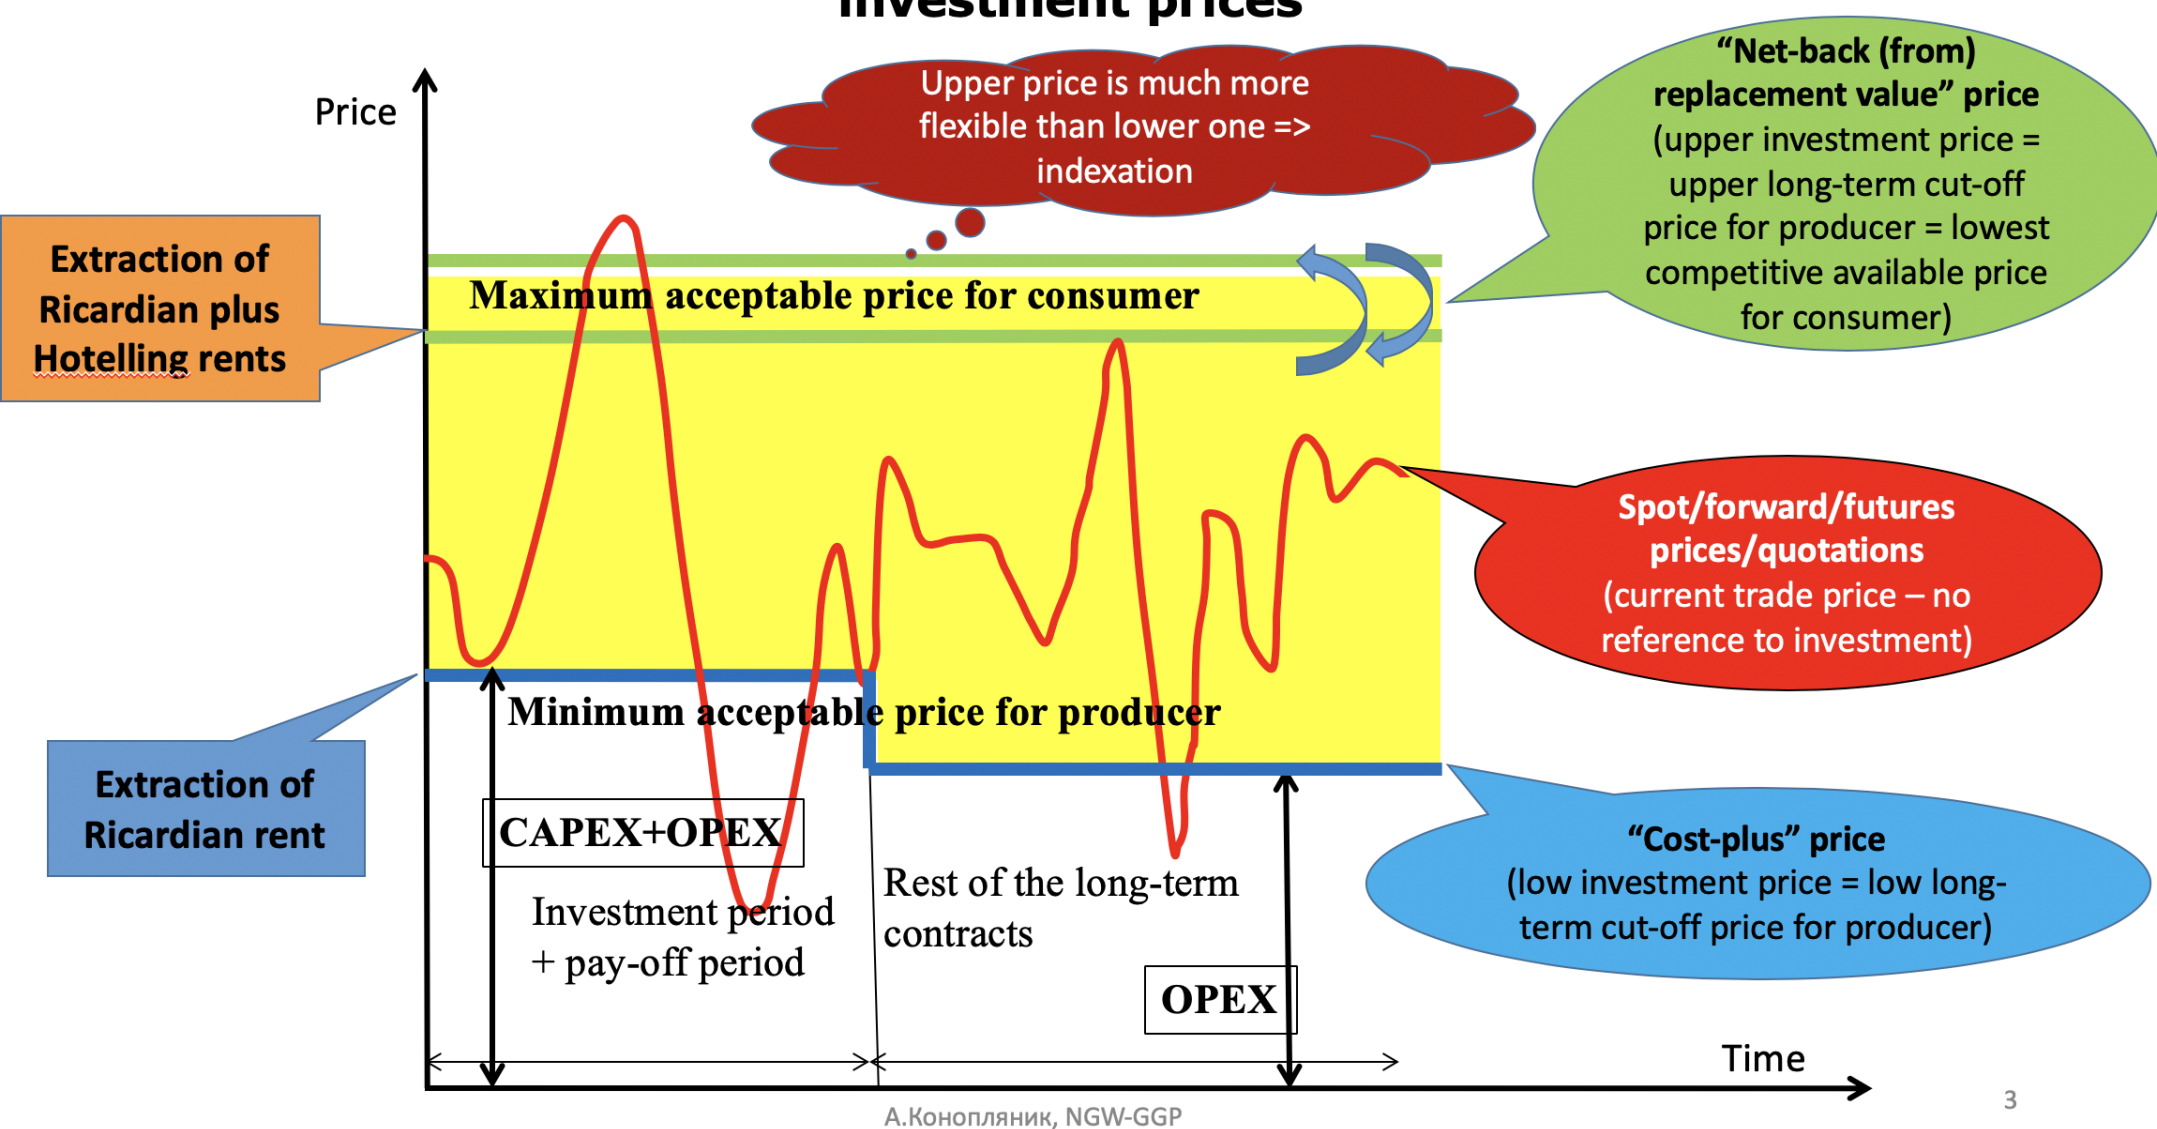 investment prices
Price
Upper price is much more
flexible than lower one =>
indexation
“Net-back (from)
replacement value” price
(upper investment price =
upper long-term cut-off
price for producer = lowest
competitive available price
for consumer)
Extraction of
Ricardian plus
Hotelling rents
Maximum acceptable price for consumer
Spot/forward/futures
prices/quotations
(current trade price – no
reference to investment)
Minimum acceptable price for producer
Extraction of
Ricardian rent
CAPEX+OPEX
Investment period
+ pay-off period
Rest of the long-term
contracts
“Cost-plus” price
(low investment price = low long-
term cut-off price for producer)
OPEX
Time
А.Конопляник, NGW-GGP
3